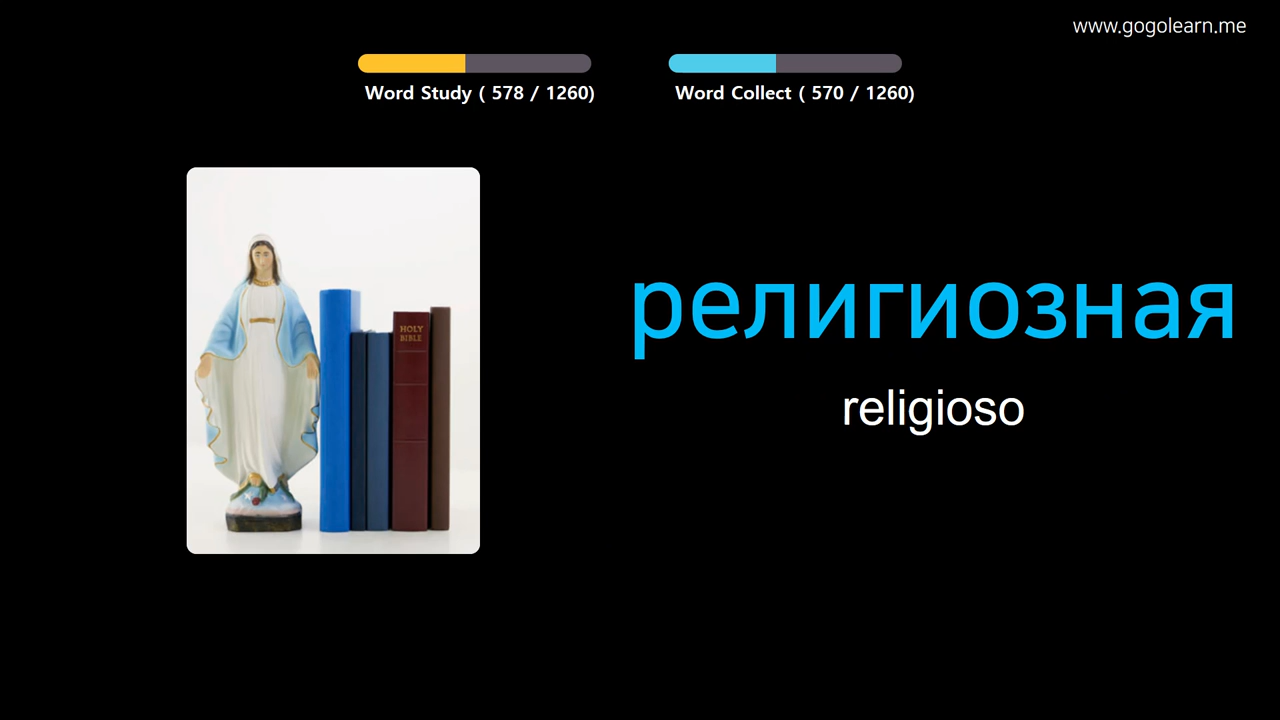 www.gogolearn.me
Word Study ( 578 / 1260)
Word Collect ( 570 / 1260)
HOLY
BIBLE
религиозная
religioso